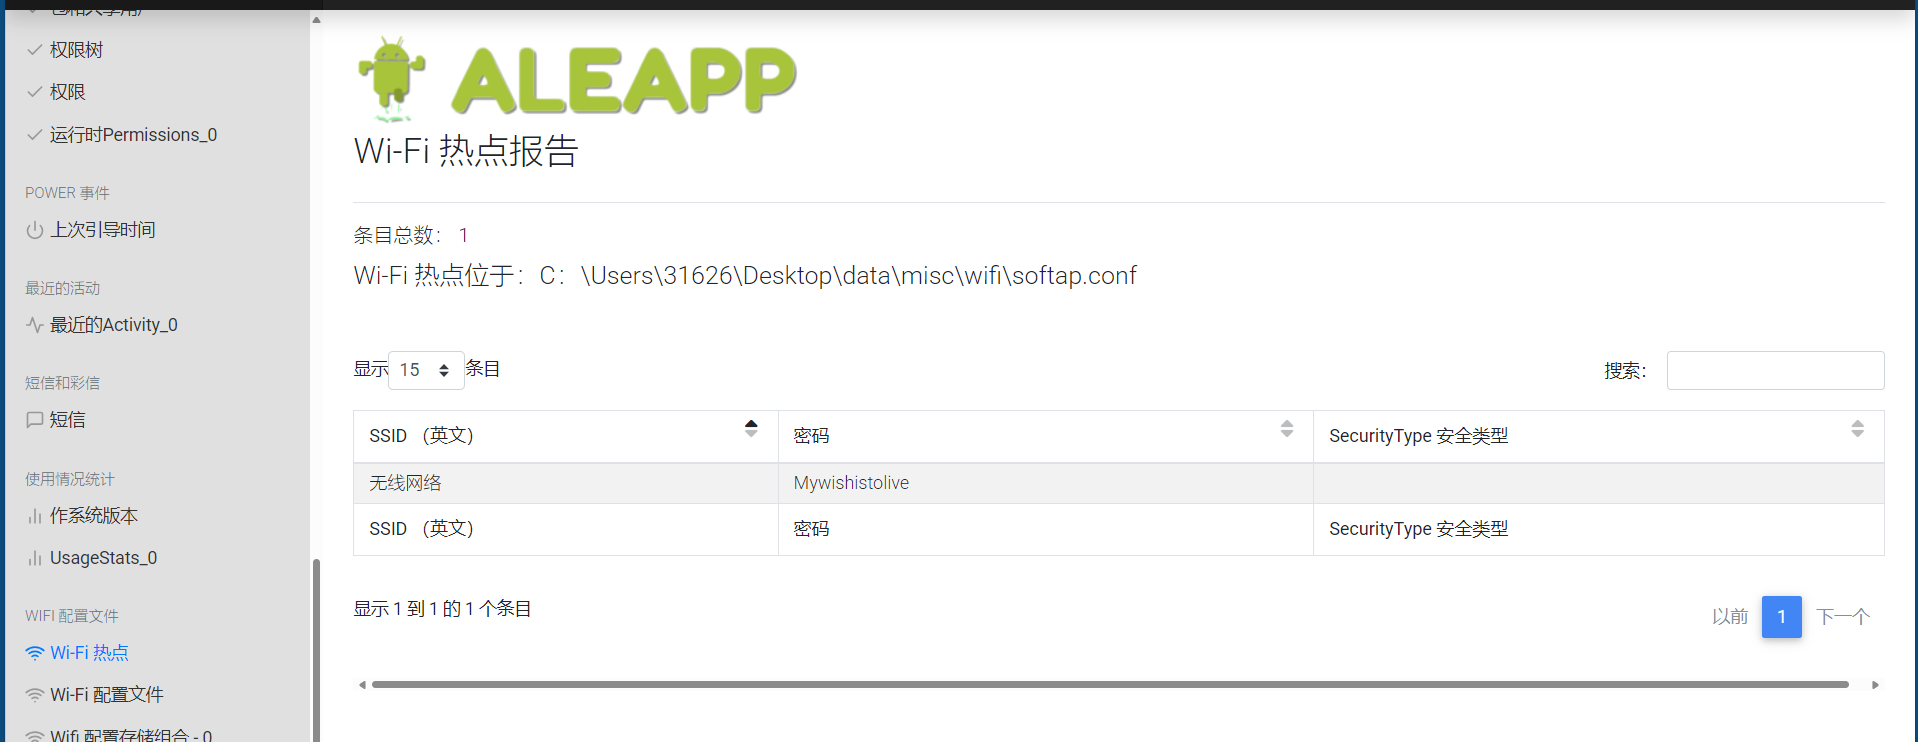 权限树
权限
运行时Permissions_0
POWER 事件
上次引导时间
最近的活动
最近的Activity_0
短信和彩信
短信
使用情况统计
作系统版本
UsageStats_0
WIFI 配置文件
Wi-Fi 热点
Wi-Fi 配置文件
Wifi 配置存储组合 - 0
ALEAPP
Wi-Fi 热点报告
条目总数： 1
Wi-Fi 热点位于：C：\Users\31626\Desktop\data\misc\wifi\softap.conf
显示 15 条目
搜索：
SSID （英文） 密码 SecurityType 安全类型
无线网络 Mywishistolive
SSID （英文） 密码 SecurityType 安全类型
显示 1 到 1 的 1 个条目
以前 1 下一个